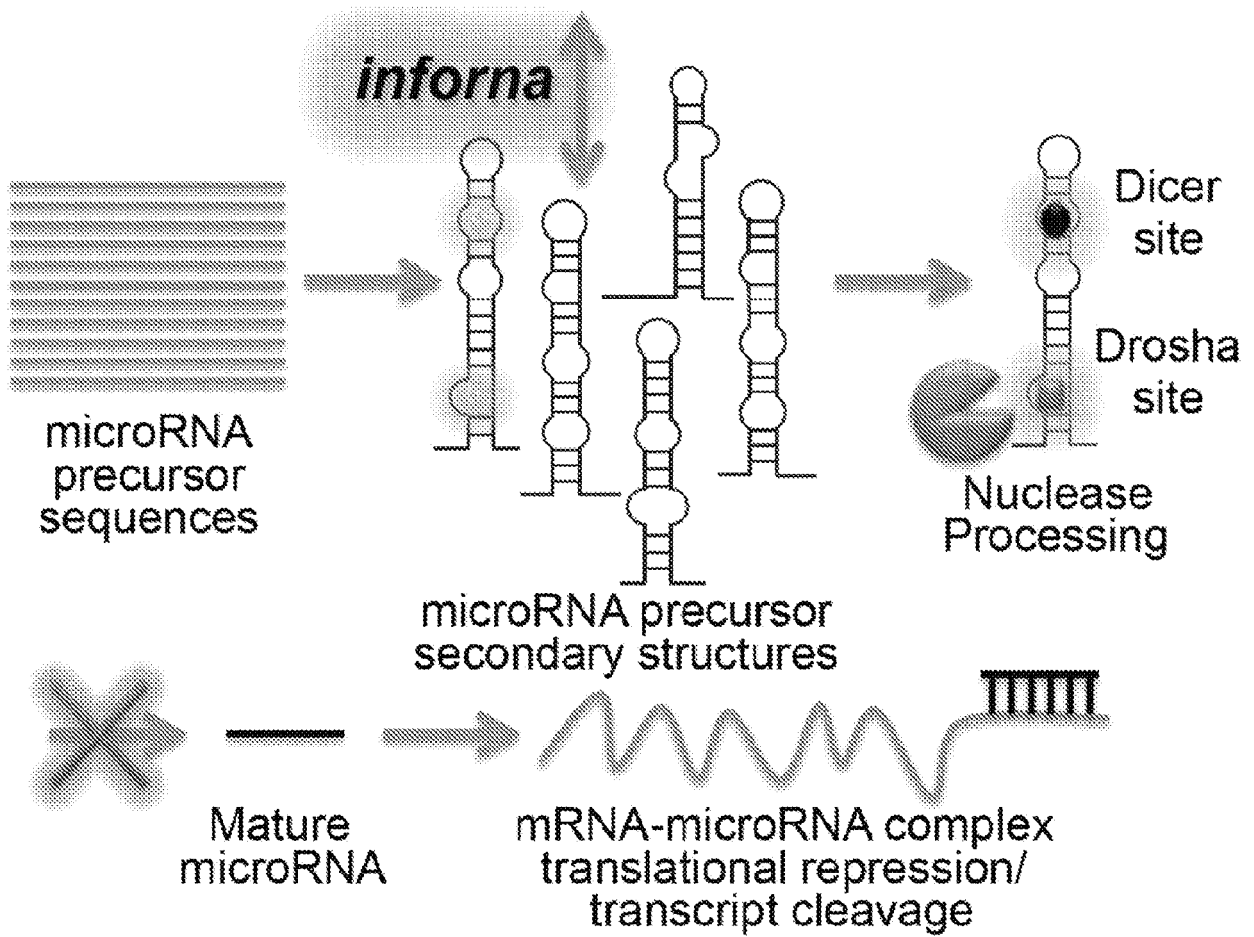 inforna
Dicer
site
Drosha
site
microRNA
precursor
sequences
Nuclease
Processing
microRNA precursor
secondary structures
Mature
microRNA
mRNA-microRNA complex
translational repression/
transcript cleavage